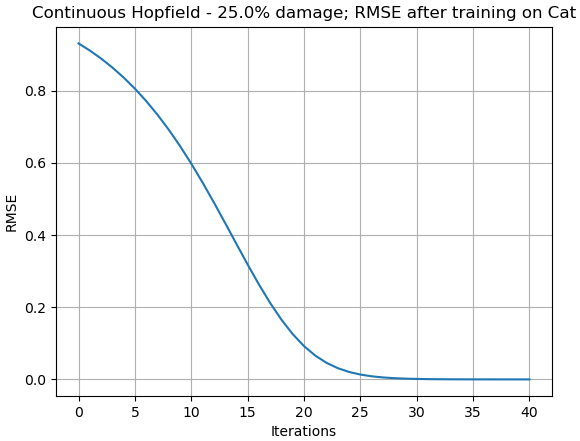 Continuous Hopfield - 25.0% damage; RMSE after training on Cat
0.8
0.6
0.4
0.2
0.0
RMSE
0 5 10 15 20 25 30 35 40
Iterations